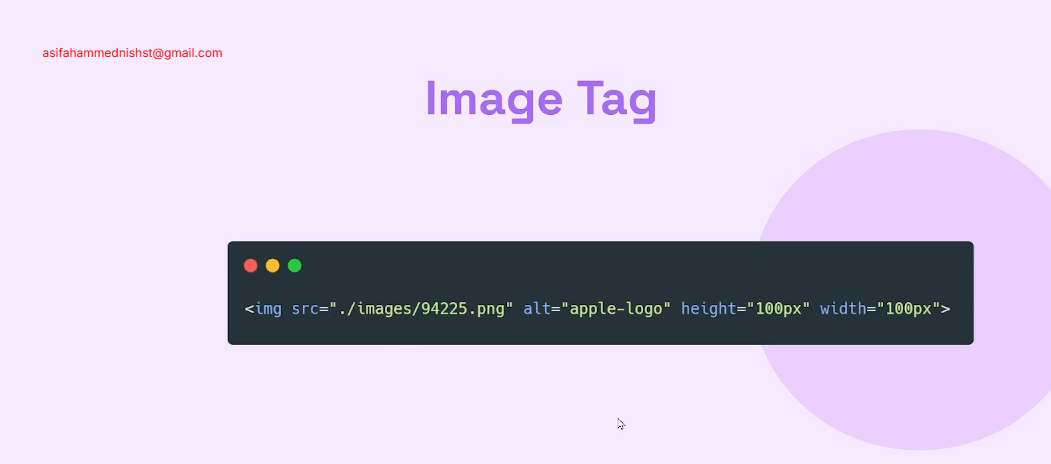 asifahammednishst@gmail.com
Image Tag
<img src="./images/94225.png" alt="apple-logo" height="100px" width="100px">